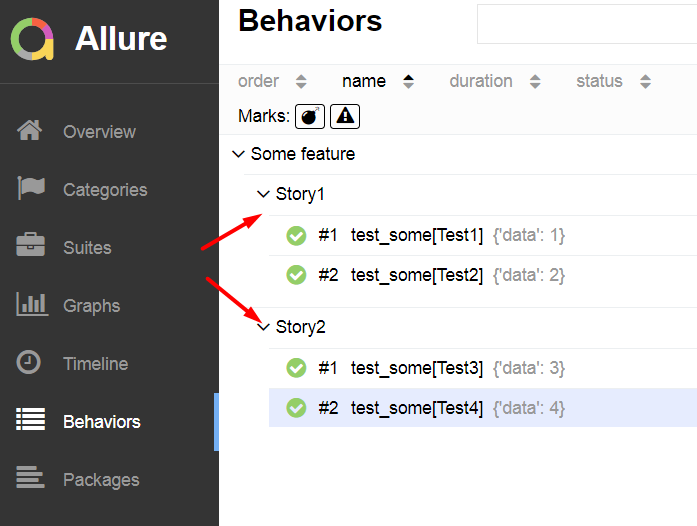 Allure
Overview
Categories
Suites
Graphs
Timeline
Behaviors
Packages
Behaviors
order name duration status
Marks:
Some feature
Story1
#1 test_some[Test1] {'data': 1}
#2 test_some[Test2] {'data': 2}
Story2
#1 test_some[Test3] {'data': 3}
#2 test_some[Test4] {'data': 4}